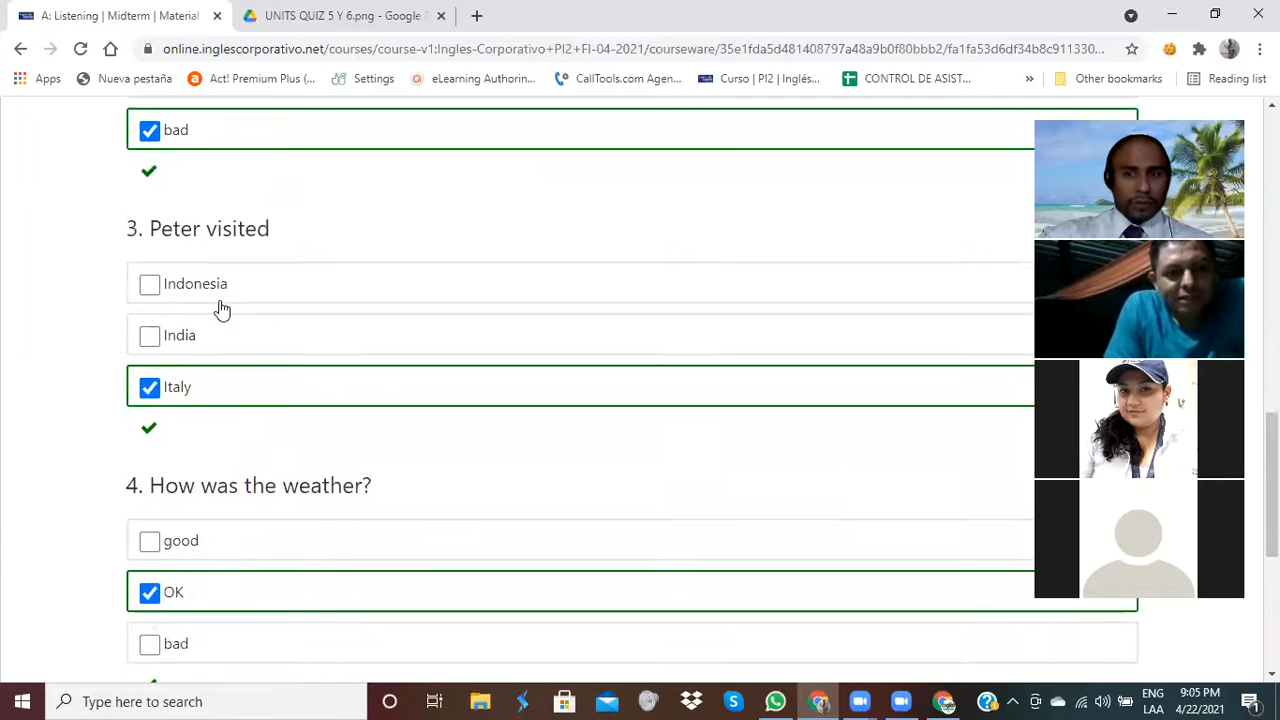 A: Listening | Midterm | Material
UNITS QUIZ 5 Y 6.png - Google
online.inglescorporativo.net/courses/course-v1:Ingles-Corporativo+PI2+FI-04-2021/courseware/35e1fda5d481408797a48a9b0f80bbb2/fa1fa53d6df34b8c911330...
Apps
Nueva pestaña
Act! Premium Plus (...
Settings
eLearning Authorin...
CallTools.com Agen...
Curso | PI2 | Inglés...
CONTROL DE ASIST...
»
Other bookmarks
Reading list
bad
3. Peter visited
Indonesia
India
Italy
4. How was the weather?
good
OK
bad
Type here to search
ENG
LAA
9:05 PM
4/22/2021
1